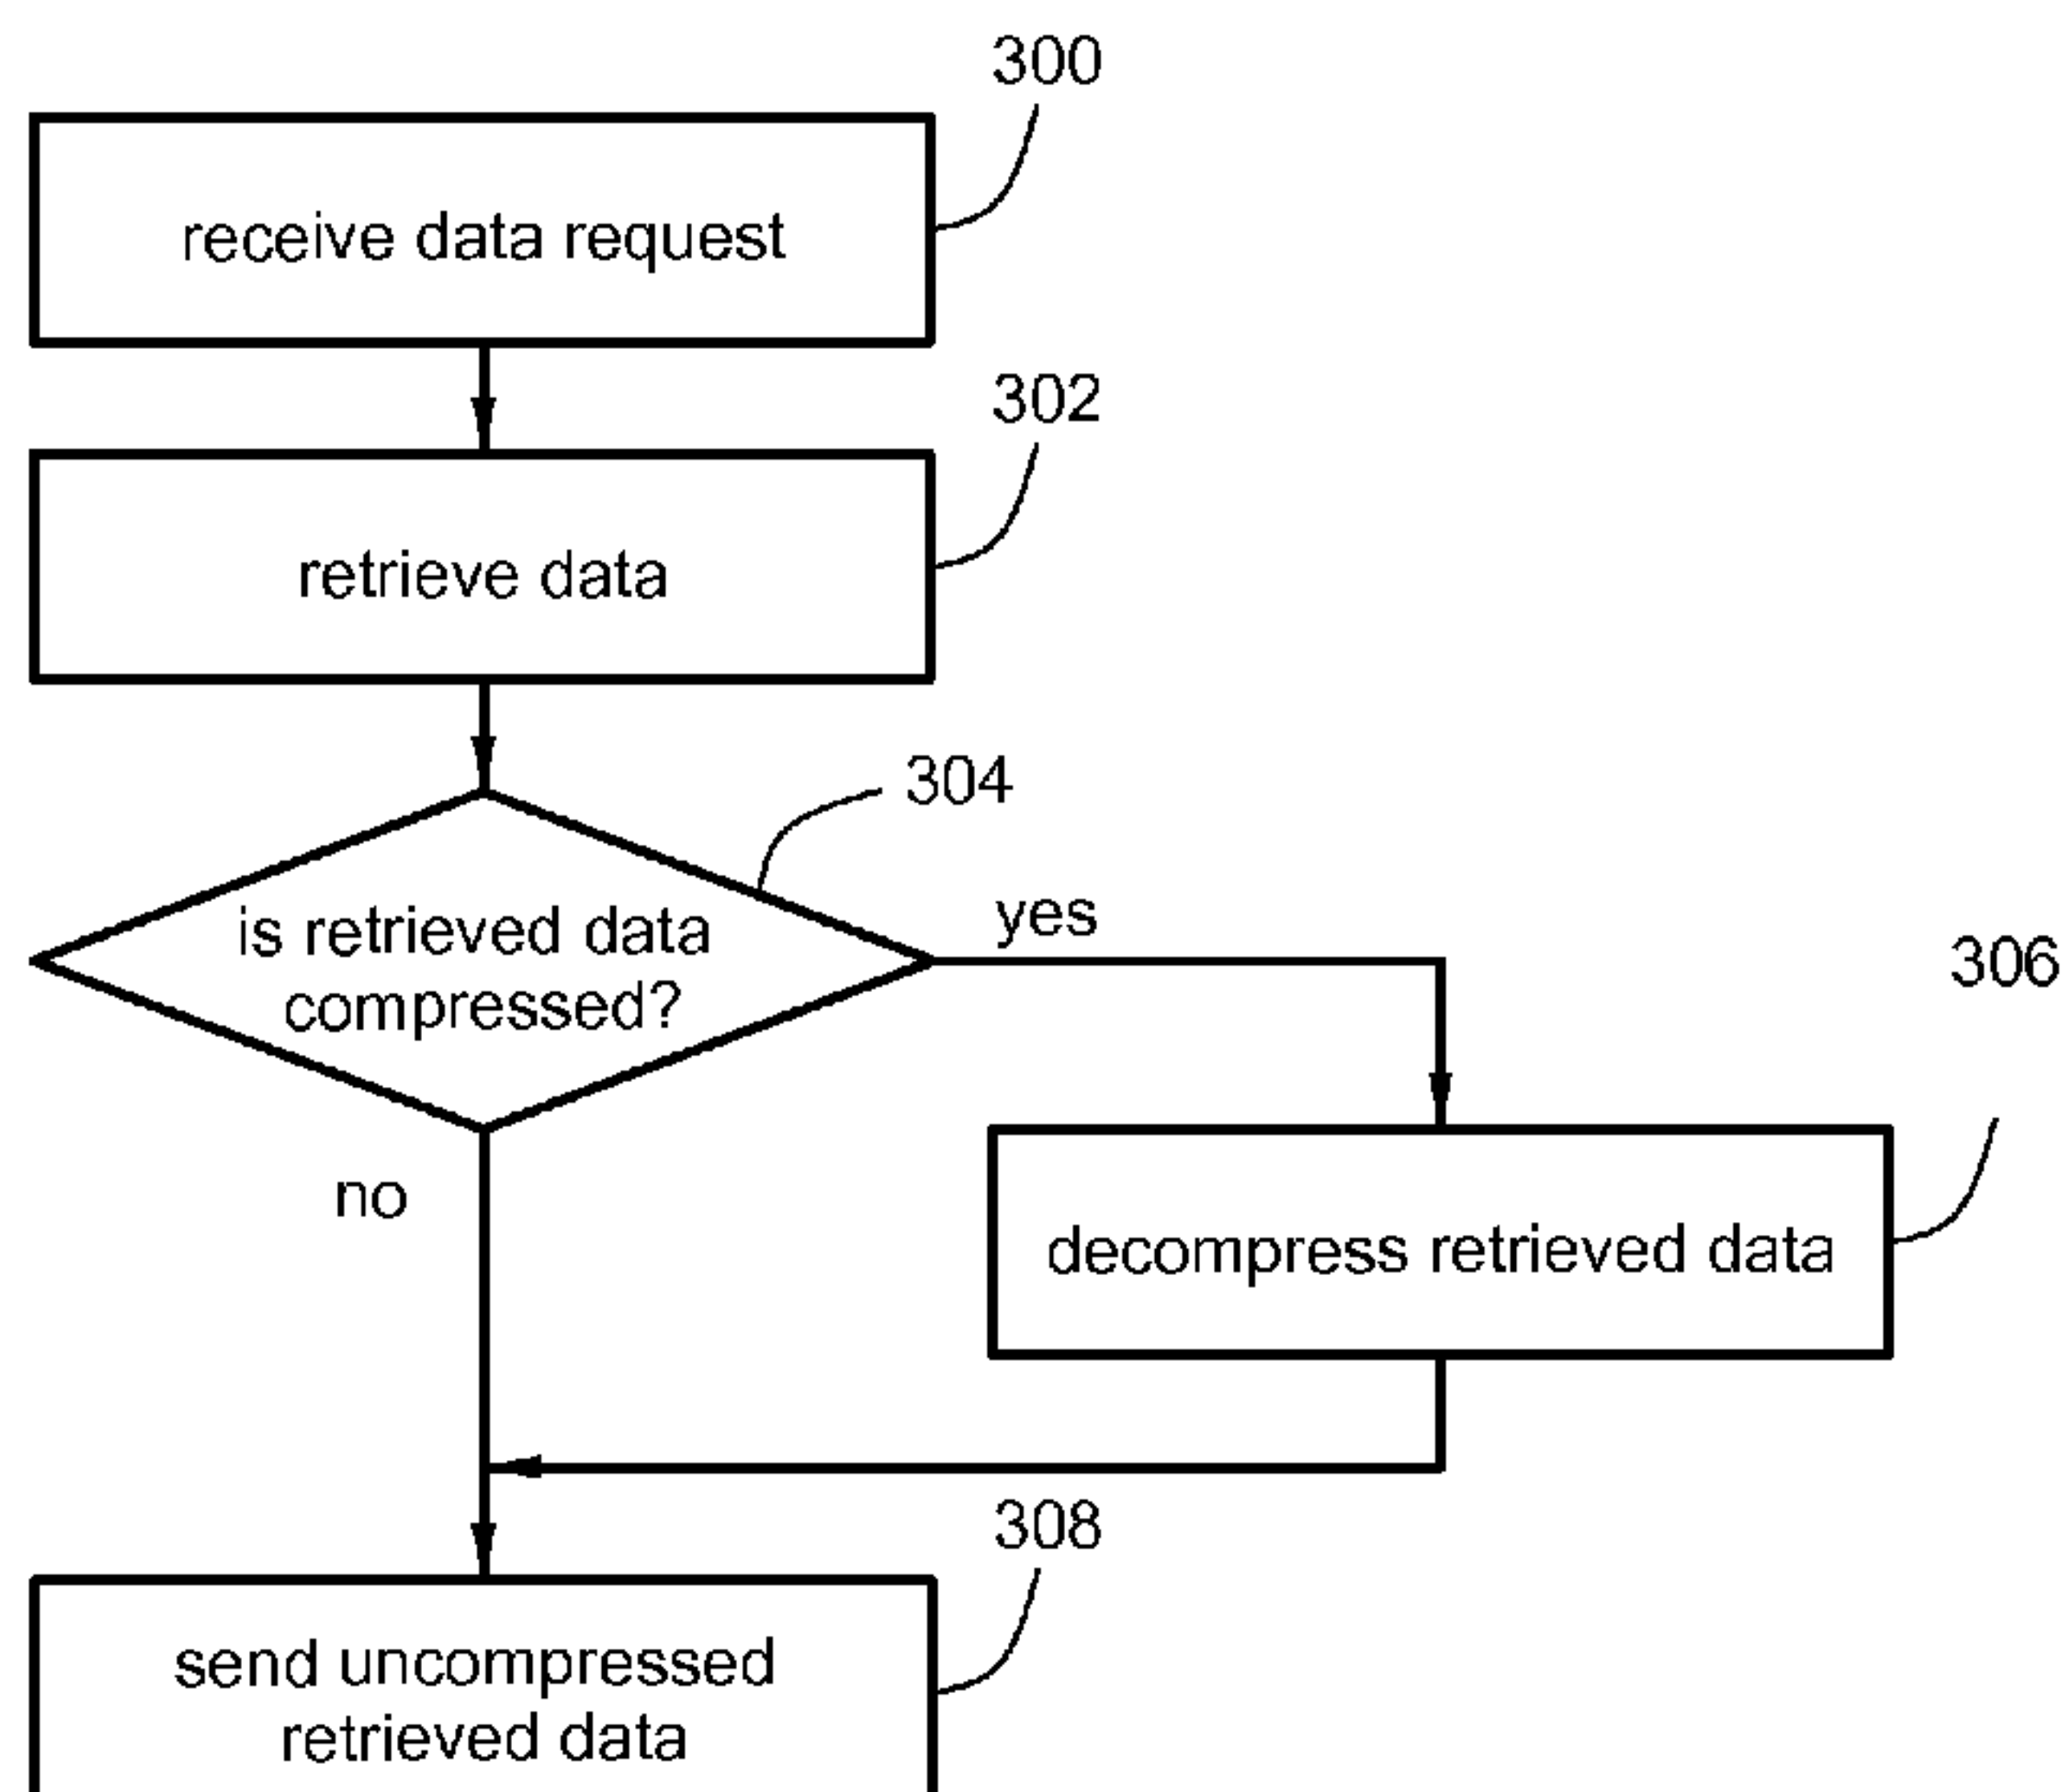 300
receive data request
302
retrieve data
304
is retrieved data
compressed?
yes
306
no
decompress retrieved data
308
send uncompressed
retrieved data